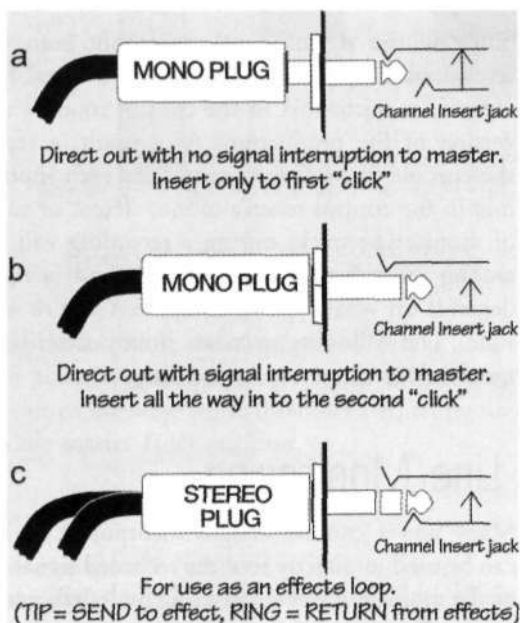 a
MONO PLUG
Channel Insert jack
Direct out with no signal interruption to master.
Insert only to first "click"
b
MONO PLUG
Channel Insert jack
Direct out with signal interruption to master.
Insert all the way in to the second "click"
c
STEREO
PLUG
Channel Insert jack
For use as an effects loop.
(TIP = SEND to effect, RING = RETURN from effects)